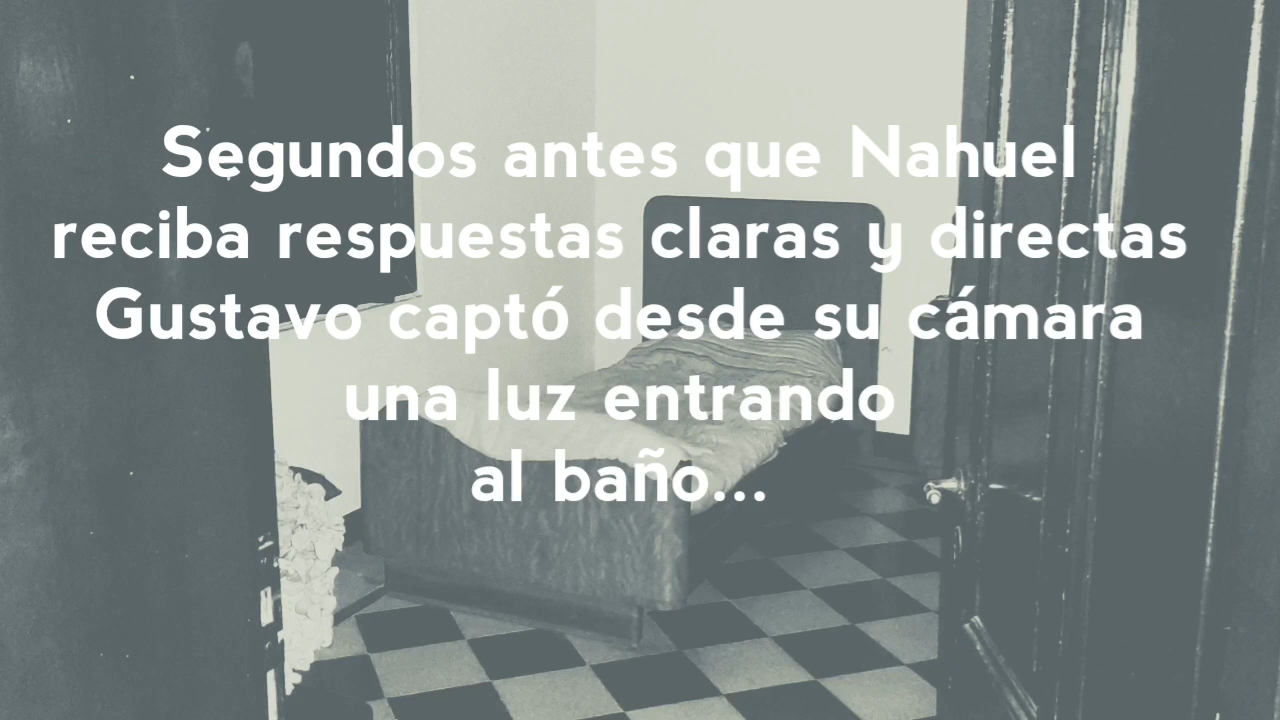 Segundos antes que Nahuel
reciba respuestas claras y directas
Gustavo captó desde su cámara
una luz entrando
al baño...